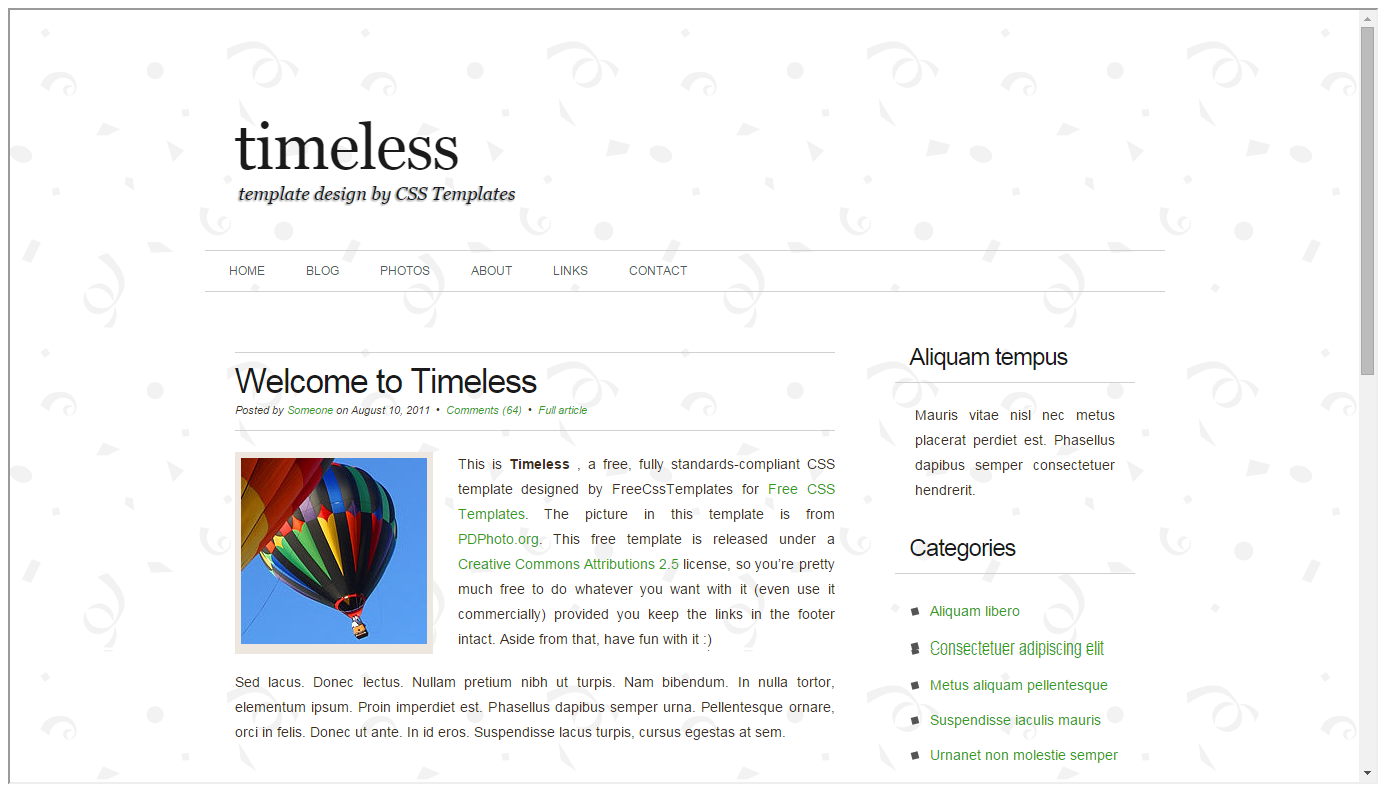 timeless
template design by CSS Templates
HOME BLOG PHOTOS ABOUT LINKS CONTACT
Welcome to Timeless
Posted by Someone on August 10, 2011 • Comments (64) • Full article
This is Timeless , a free, fully standards-compliant CSS
template designed by FreeCssTemplates for Free CSS
Templates. The picture in this template is from
PDPhoto.org. This free template is released under a
Creative Commons Attributions 2.5 license, so you’re pretty
much free to do whatever you want with it (even use it
commercially) provided you keep the links in the footer
intact. Aside from that, have fun with it :)
Sed lacus. Donec lectus. Nullam pretium nibh ut turpis. Nam bibendum. In nulla tortor,
elementum ipsum. Proin imperdiet est. Phasellus dapibus semper urna. Pellentesque ornare,
orci in felis. Donec ut ante. In id eros. Suspendisse lacus turpis, cursus egestas at sem.
Aliquam tempus
Mauris vitae nisl nec metus
placerat perdiet est. Phasellus
dapibus semper consectetuer
hendrerit.
Categories
Aliquam libero
Consectetuer adipiscing elit
Metus aliquam pellentesque
Suspendisse iaculis mauris
Urnanet non molestie semper